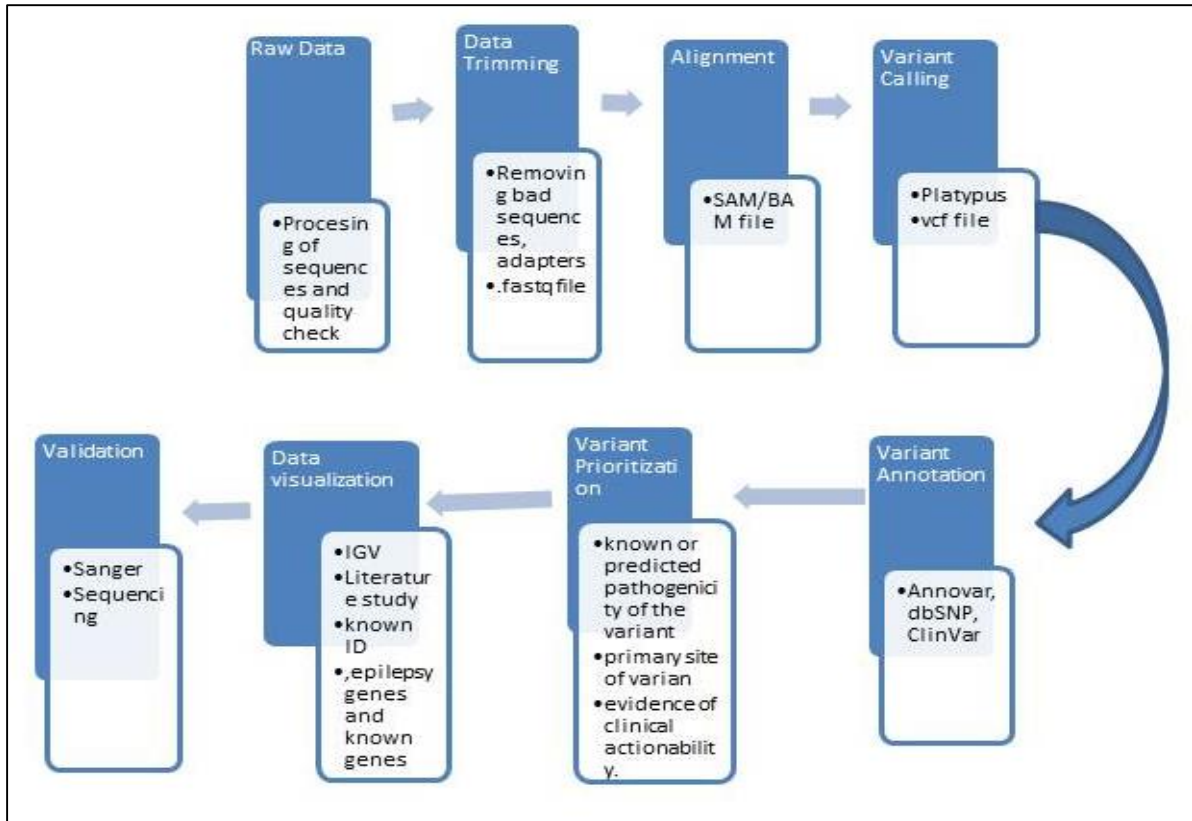 Raw Data
•Procesin
g of
sequenc
es and
quality
check
Data
Trimming
•Removin
g bad
sequenc
es,
adapters
•.fastq file
Alignment
•SAM/BA
M file
Variant
Calling
•Platypus
•vcf file
Variant
Annotation
•Annovar,
dbSNP,
ClinVar
Variant
Prioritizati
on
•known or
predicted
pathogenici
ty of the
variant
•primary site
of varian
•evidence of
clinical
actionability.
Data
visualization
•IGV
•Literatur
e study
•known
ID
•,epilepsy
genes
and
known
genes
Validation
•Sanger
•Sequenci
ng